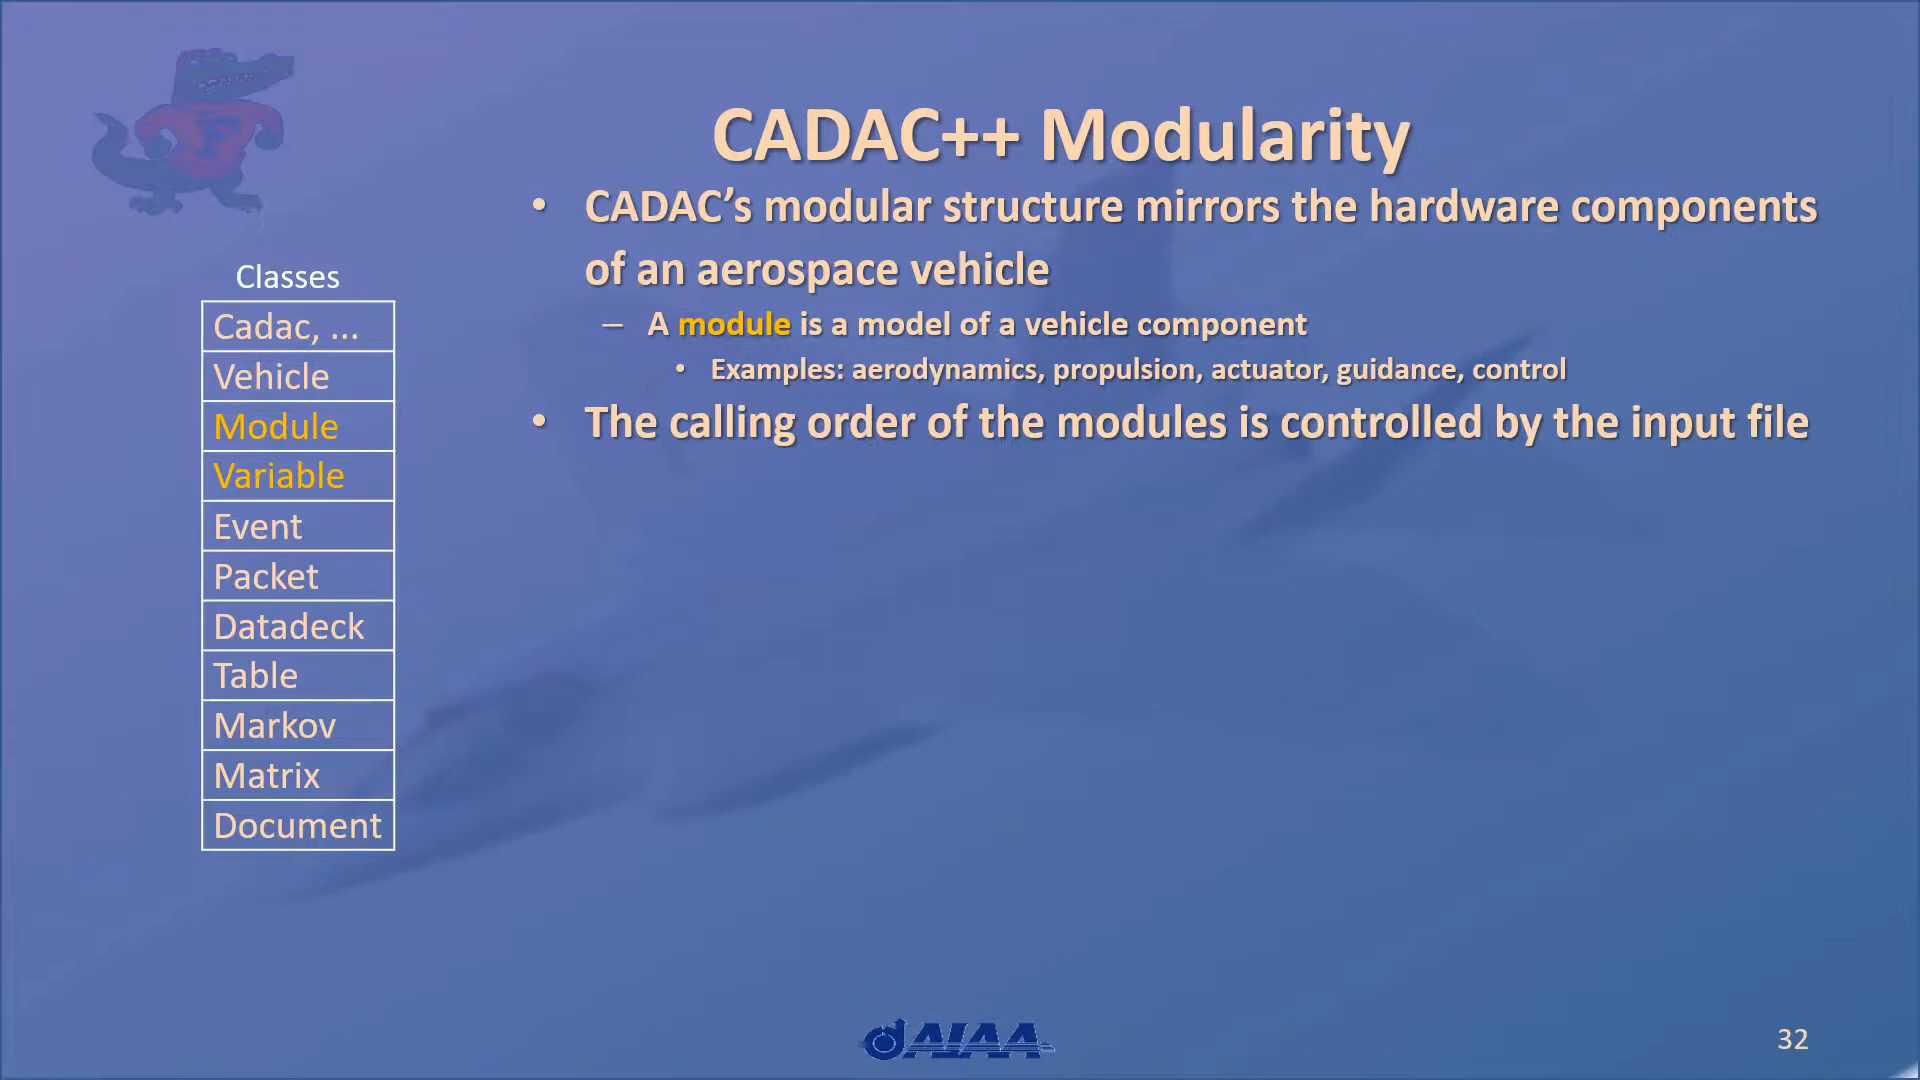 CADAC++ Modularity
• CADAC’s modular structure mirrors the hardware components
of an aerospace vehicle
– A module is a model of a vehicle component
• Examples: aerodynamics, propulsion, actuator, guidance, control
• The calling order of the modules is controlled by the input file
Classes
Cadac, ...
Vehicle
Module
Variable
Event
Packet
Datadeck
Table
Markov
Matrix
Document
F
AIAA
32